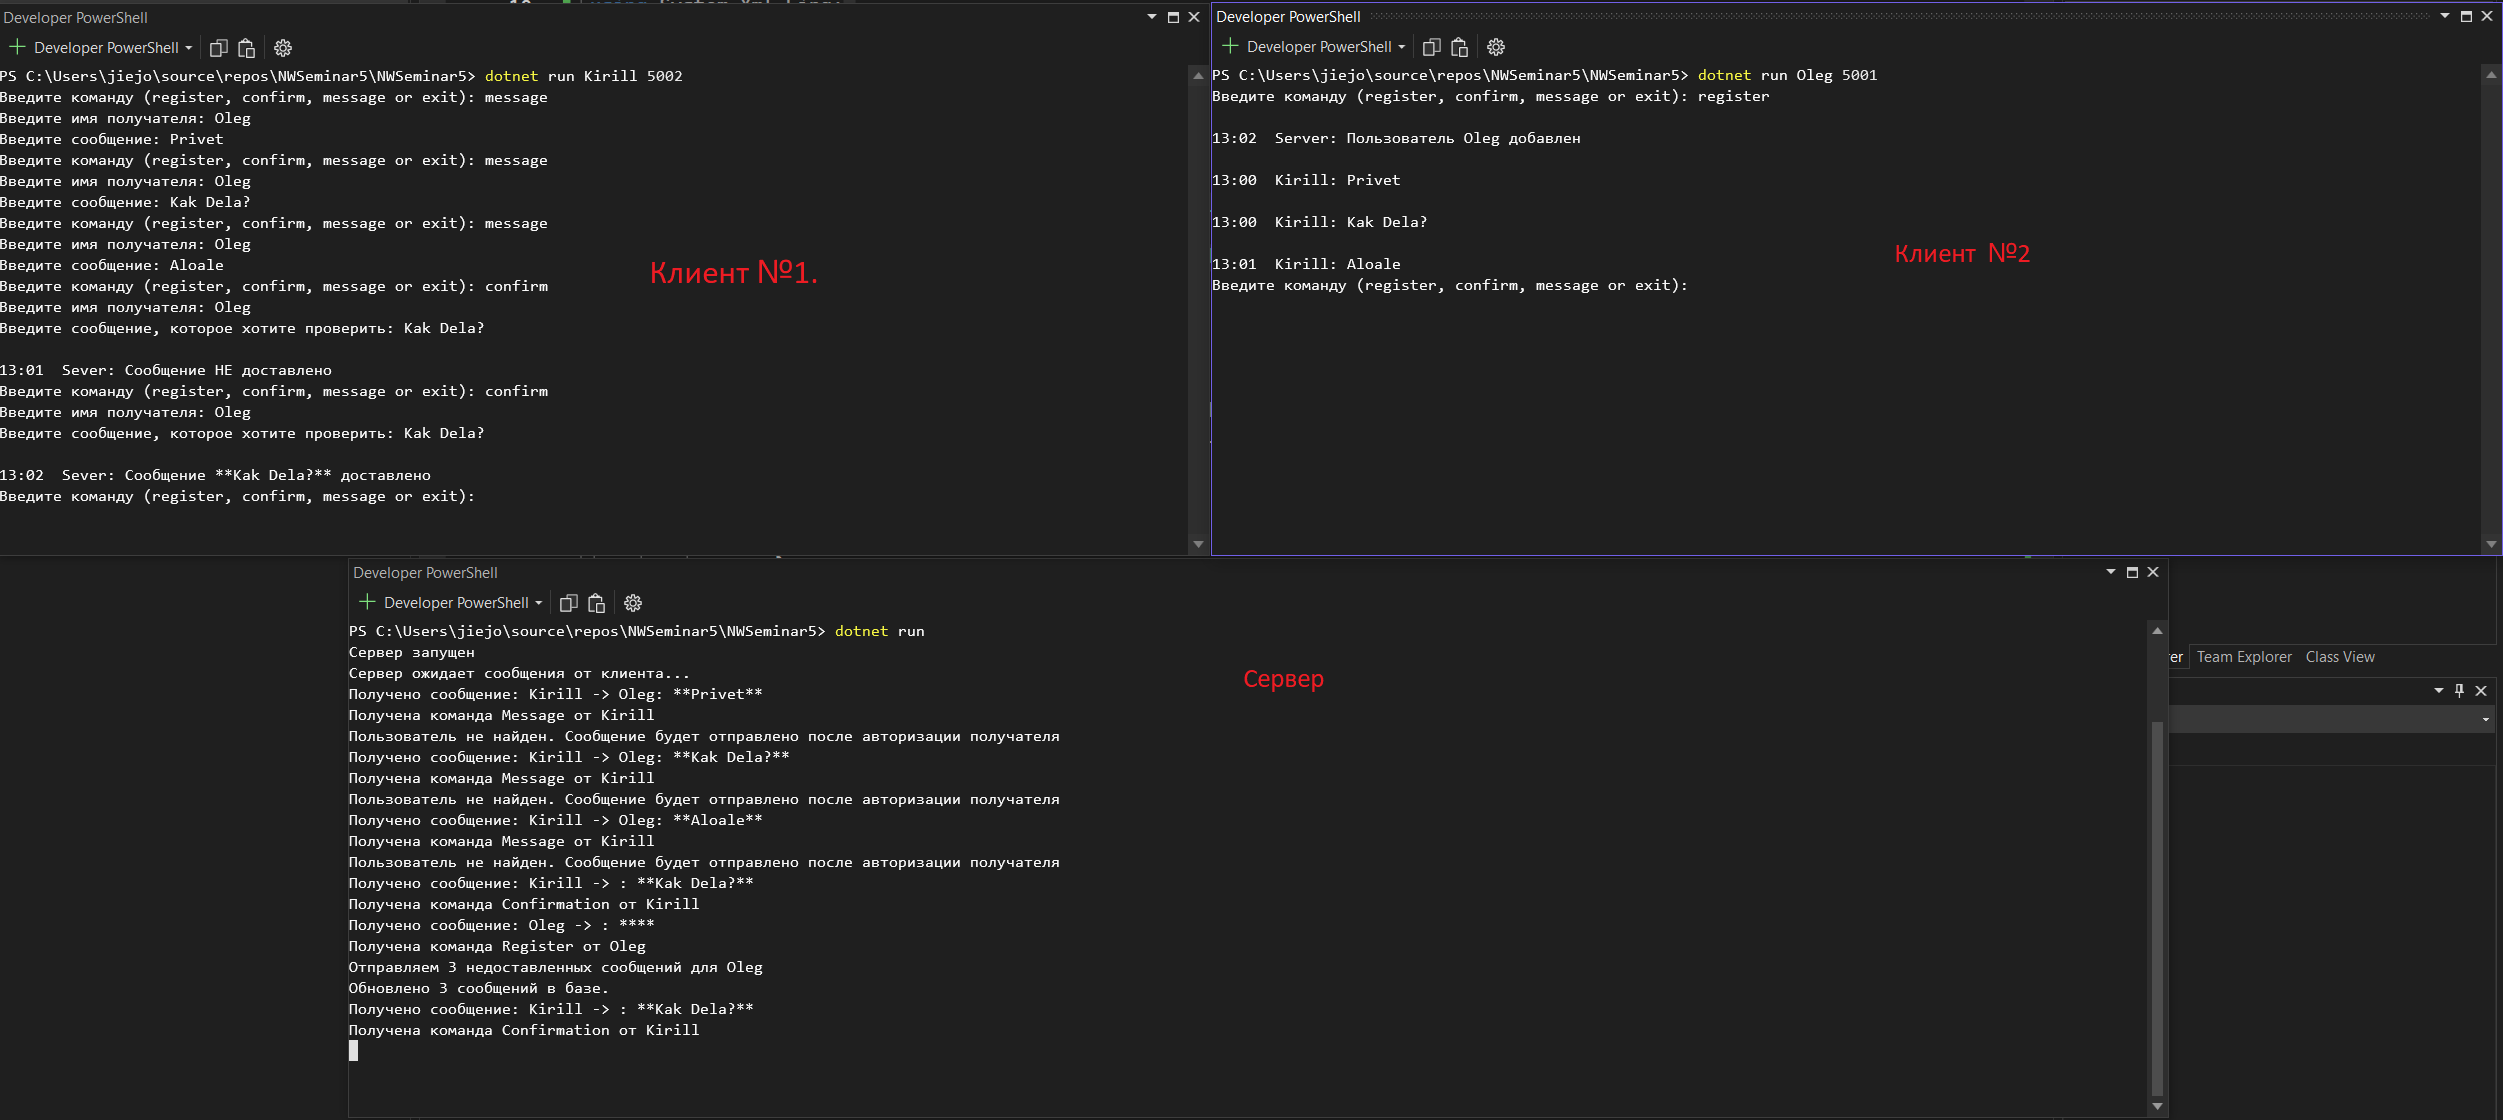 Developer PowerShell
Developer PowerShell
PS C:\Users\jiejo\source\repos\NWSeminar5\NWSeminar5> dotnet run Kirill 5002
Введите команду (register, confirm, message or exit): message
Введите имя получателя: Oleg
Введите сообщение: Privet
Введите команду (register, confirm, message or exit): message
Введите имя получателя: Oleg
Введите сообщение: Kak Dela?
Введите команду (register, confirm, message or exit): message
Введите имя получателя: Oleg
Введите сообщение: Aloale
Введите команду (register, confirm, message or exit): confirm
Введите имя получателя: Oleg
Введите сообщение, которое хотите проверить: Kak Dela?
13:01  Sever: Сообщение НЕ доставлено
Введите команду (register, confirm, message or exit): confirm
Введите имя получателя: Oleg
Введите сообщение, которое хотите проверить: Kak Dela?
13:02  Sever: Сообщение **Kak Dela?** доставлено
Введите команду (register, confirm, message or exit):
Клиент №1.
Developer PowerShell
Developer PowerShell
PS C:\Users\jiejo\source\repos\NWSeminar5\NWSeminar5> dotnet run Oleg 5001
Введите команду (register, confirm, message or exit): register
13:02  Server: Пользователь Oleg добавлен
13:00  Kirill: Privet
13:00  Kirill: Kak Dela?
13:01  Kirill: Aloale
Введите команду (register, confirm, message or exit):
Клиент №2
Developer PowerShell
Developer PowerShell
PS C:\Users\jiejo\source\repos\NWSeminar5\NWSeminar5> dotnet run
Сервер запущен
Сервер ожидает сообщения от клиента...
Получено сообщение: Kirill -> Oleg: **Privet**
Получена команда Message от Kirill
Пользователь не найден. Сообщение будет отправлено после авторизации получателя
Получено сообщение: Kirill -> Oleg: **Kak Dela?**
Получена команда Message от Kirill
Пользователь не найден. Сообщение будет отправлено после авторизации получателя
Получено сообщение: Kirill -> Oleg: **Aloale**
Получена команда Message от Kirill
Пользователь не найден. Сообщение будет отправлено после авторизации получателя
Получено сообщение: Kirill -> : **Kak Dela?**
Получена команда Confirmation от Kirill
Получено сообщение: Oleg -> : ****
Получена команда Register от Oleg
Отправляем 3 недоставленных сообщений для Oleg
Обновлено 3 сообщений в базе.
Получено сообщение: Kirill -> : **Kak Dela?**
Получена команда Confirmation от Kirill
Сервер
Team Explorer Class View